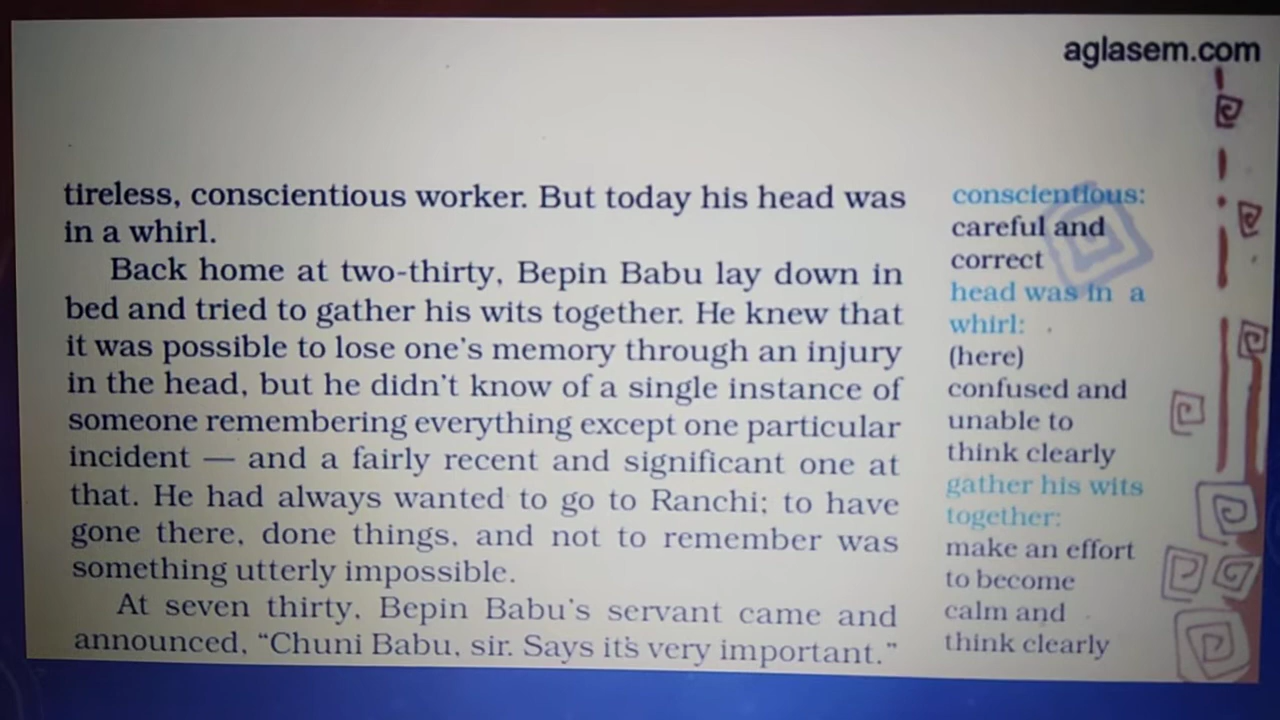 aglasem.com
tireless, conscientious worker. But today his head was
in a whirl.
Back home at two-thirty, Bepin Babu lay down in
bed and tried to gather his wits together. He knew that
it was possible to lose one's memory through an injury
in the head, but he didn't know of a single instance of
someone remembering everything except one particular
incident — and a fairly recent and significant one at
that. He had always wanted to go to Ranchi; to have
gone there, done things, and not to remember was
something utterly impossible.
At seven thirty, Bepin Babu's servant came and
announced, “Chuni Babu, sir. Says it's very important.”
conscientious:
careful and
correct
head was in a
whirl:
(here)
confused and
unable to
think clearly
gather his wits
together:
make an effort
to become
calm and
think clearly